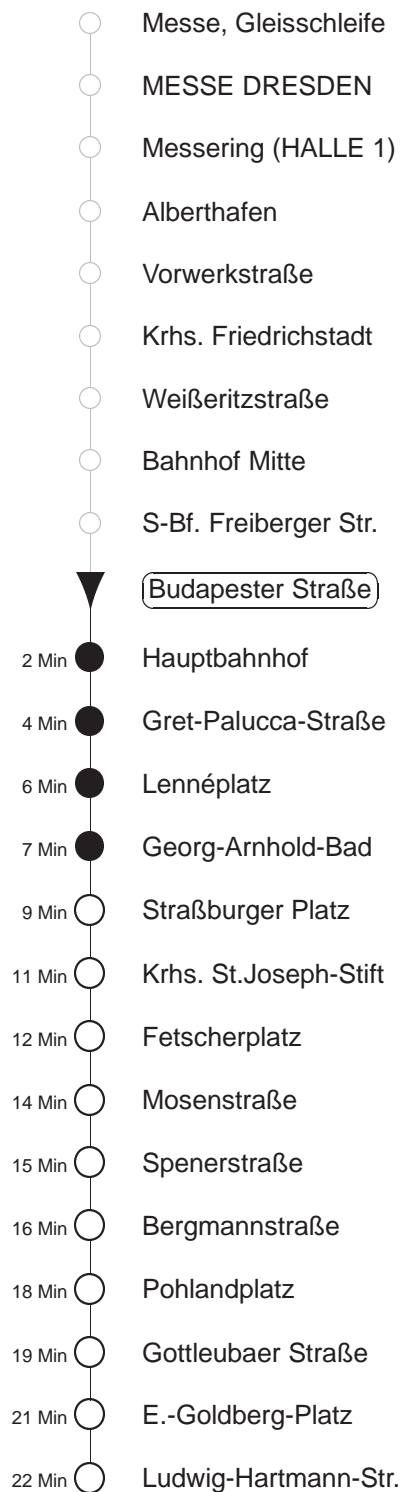 Messe, Gleisschleife
MESSE DRESDEN
Messering (HALLE 1)
Alberthafen
Vorwerkstraße
Krhs. Friedrichstadt
Weißeritzstraße
Bahnhof Mitte
S-Bf. Freiberger Str.
Budapester Straße
2 Min Hauptbahnhof
4 Min Gret-Palucca-Straße
6 Min Lennéplatz
7 Min Georg-Arnhold-Bad
9 Min Straßburger Platz
11 Min Krhs. St.Joseph-Stift
12 Min Fetscherplatz
14 Min Mosenstraße
15 Min Spenerstraße
16 Min Bergmannstraße
18 Min Pohlandplatz
19 Min Gottleubaer Straße
21 Min E.-Goldberg-Platz
22 Min Ludwig-Hartmann-Str.